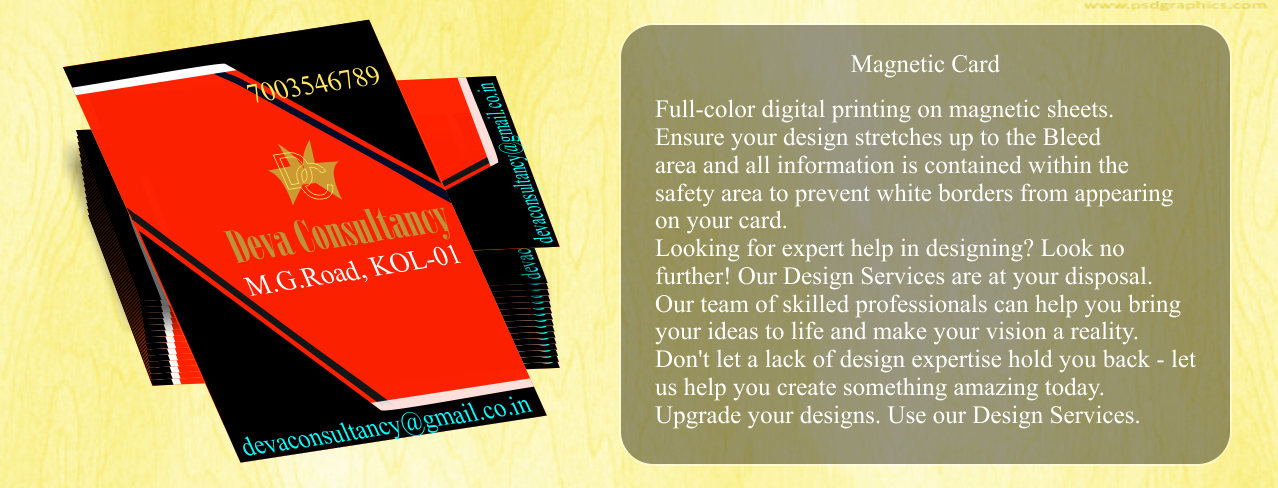 www.psdgraphics.com
7003546789
DC
Deva Consultancy
M.G.Road, KOL-01
devaconsultancy@gmail.co.in
devaconsultancy@gmail.co.in
devac
Magnetic Card
Full-color digital printing on magnetic sheets.
Ensure your design stretches up to the Bleed
area and all information is contained within the
safety area to prevent white borders from appearing
on your card.
Looking for expert help in designing? Look no
further! Our Design Services are at your disposal.
Our team of skilled professionals can help you bring
your ideas to life and make your vision a reality.
Don't let a lack of design expertise hold you back - let
us help you create something amazing today.
Upgrade your designs. Use our Design Services.